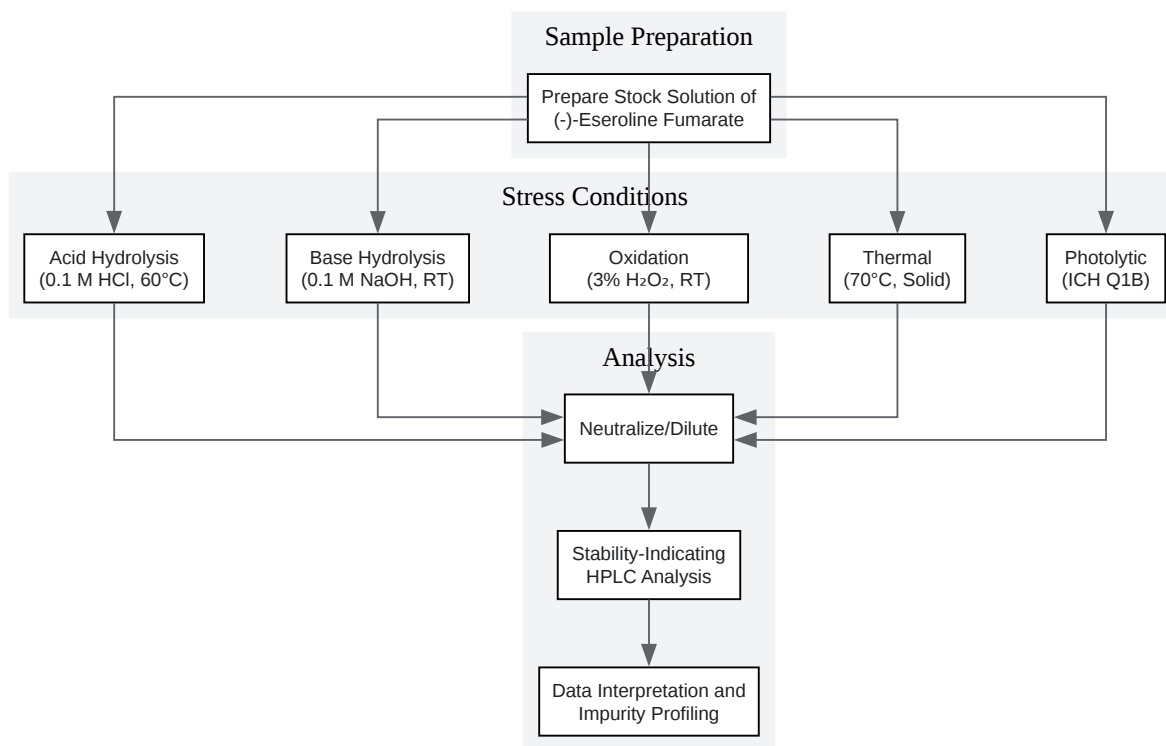 Sample Preparation
Prepare Stock Solution of
(-)-Eseroline Fumarate
Stress Conditions
Acid Hydrolysis
(0.1 M HCl, 60°C)
Base Hydrolysis
(0.1 M NaOH, RT)
Oxidation
(3% H₂O₂, RT)
Thermal
(70°C, Solid)
Photolytic
(ICH Q1B)
Analysis
Neutralize/Dilute
Stability-Indicating
HPLC Analysis
Data Interpretation and
Impurity Profiling